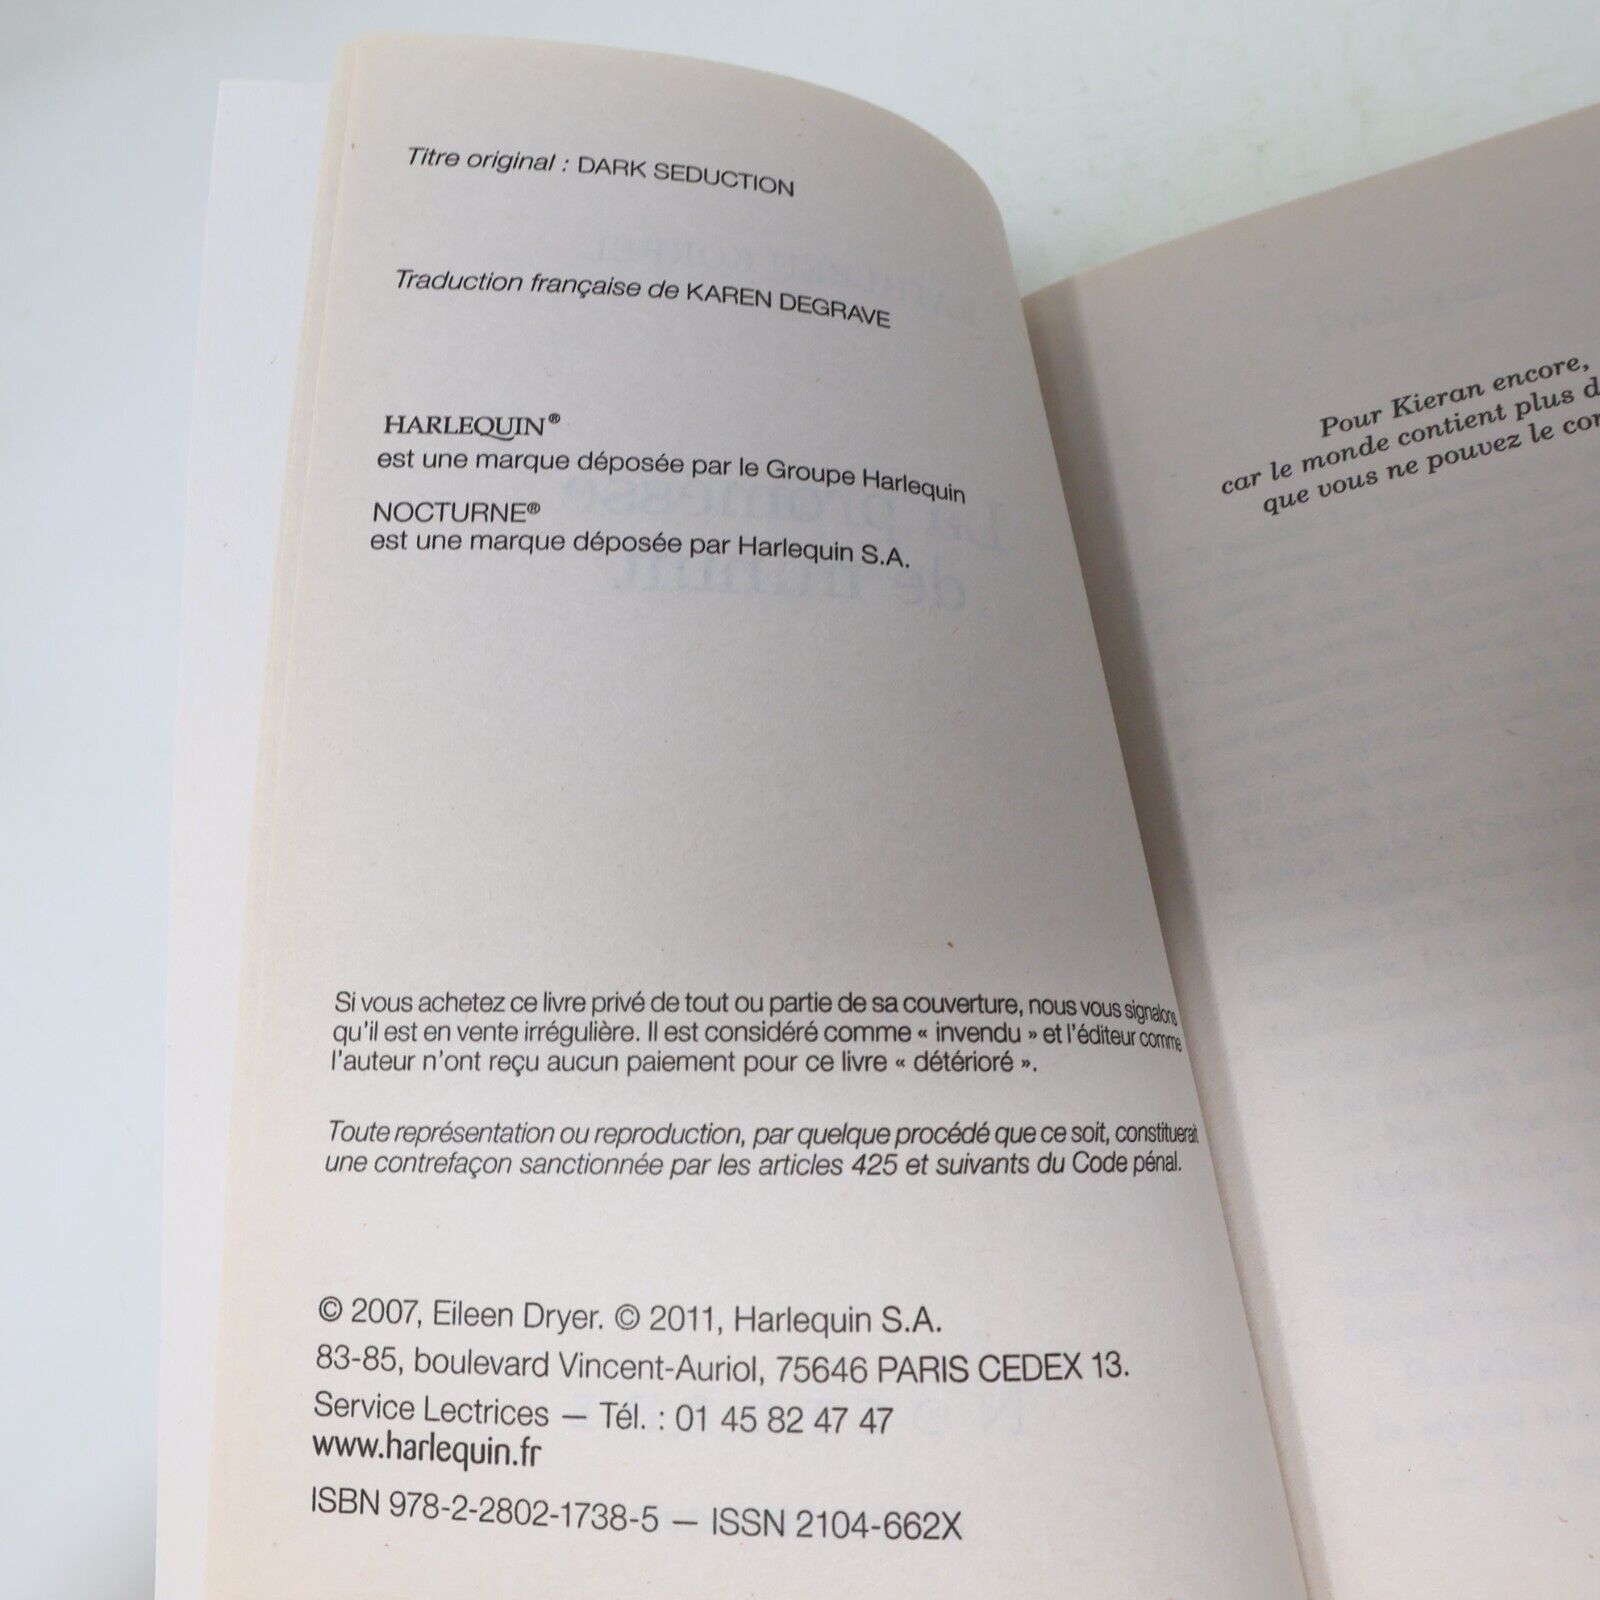 Titre original : DARK SEDUCTION
Traduction française de KAREN DEGRAVE
HARLEQUIN®
est une marque déposée par le Groupe Harlequin
NOCTURNE®
est une marque déposée par Harlequin S.A.
Si vous achetez ce livre privé de tout ou partie de sa couverture, nous vous signalons
qu'il est en vente irrégulière. Il est considéré comme « invendu » et l'éditeur comme
l'auteur n'ont reçu aucun paiement pour ce livre « détérioré ».
Toute représentation ou reproduction, par quelque procédé que ce soit, constituerait
une contrefaçon sanctionnée par les articles 425 et suivants du Code pénal.
© 2007, Eileen Dryer. © 2011, Harlequin S.A.
83-85, boulevard Vincent-Auriol, 75646 PARIS CEDEX 13.
Service Lectrices — Tél. : 01 45 82 47 47
www.harlequin.fr
ISBN 978-2-2802-1738-5 — ISSN 2104-662X
Pour Kieran encore,
car le monde contient plus
que vous ne pouvez le